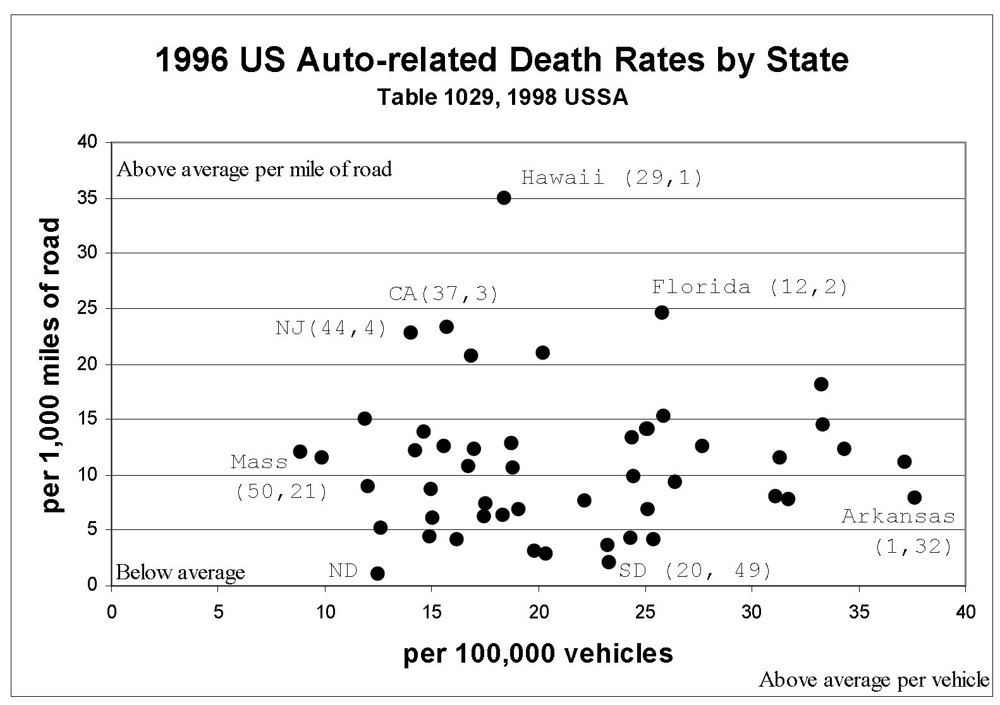 1996 US Auto-related Death Rates by State
Table 1029, 1998 USSA
per 1,000 miles of road
40
35
30
25
20
15
10
5
0
Above average per mile of road
Hawaii (29,1)
CA(37,3)
Florida (12,2)
NJ(44,4)
Mass
(50,21)
Arkansas
(1,32)
ND
SD (20, 49)
Below average
0 5 10 15 20 25 30 35 40
per 100,000 vehicles
Above average per vehicle